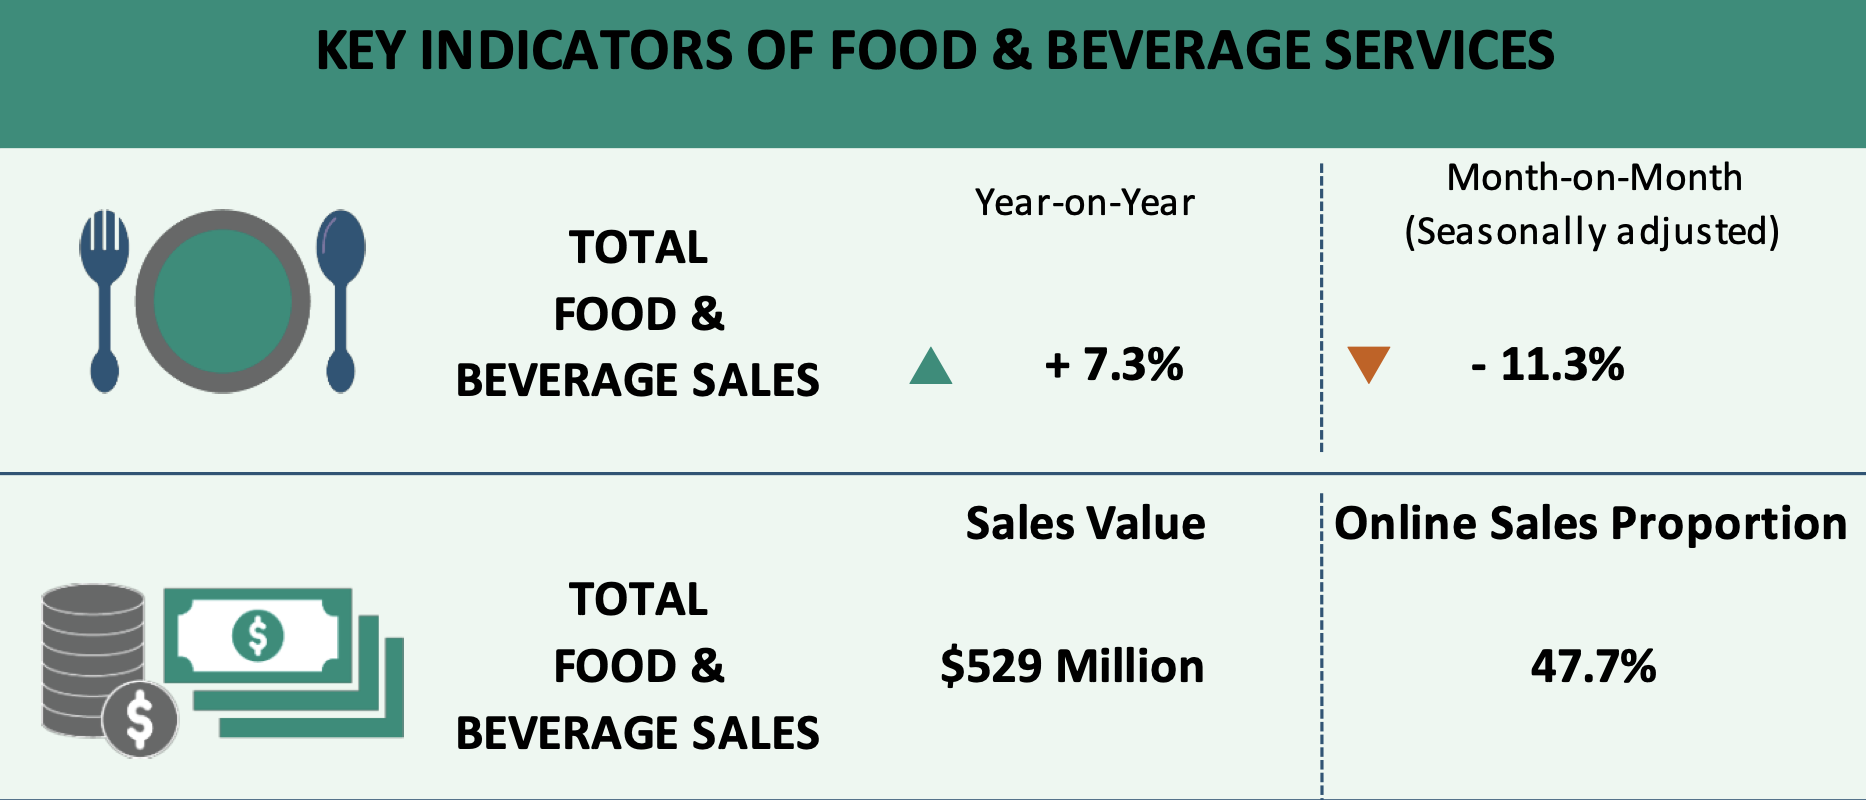 KEY INDICATORS OF FOOD & BEVERAGE SERVICES
TOTAL
FOOD &
BEVERAGE SALES
Year-on-Year
+ 7.3%
Month-on-Month
(Seasonally adjusted)
- 11.3%
TOTAL
FOOD &
BEVERAGE SALES
Sales Value
$529 Million
Online Sales Proportion
47.7%
$
$